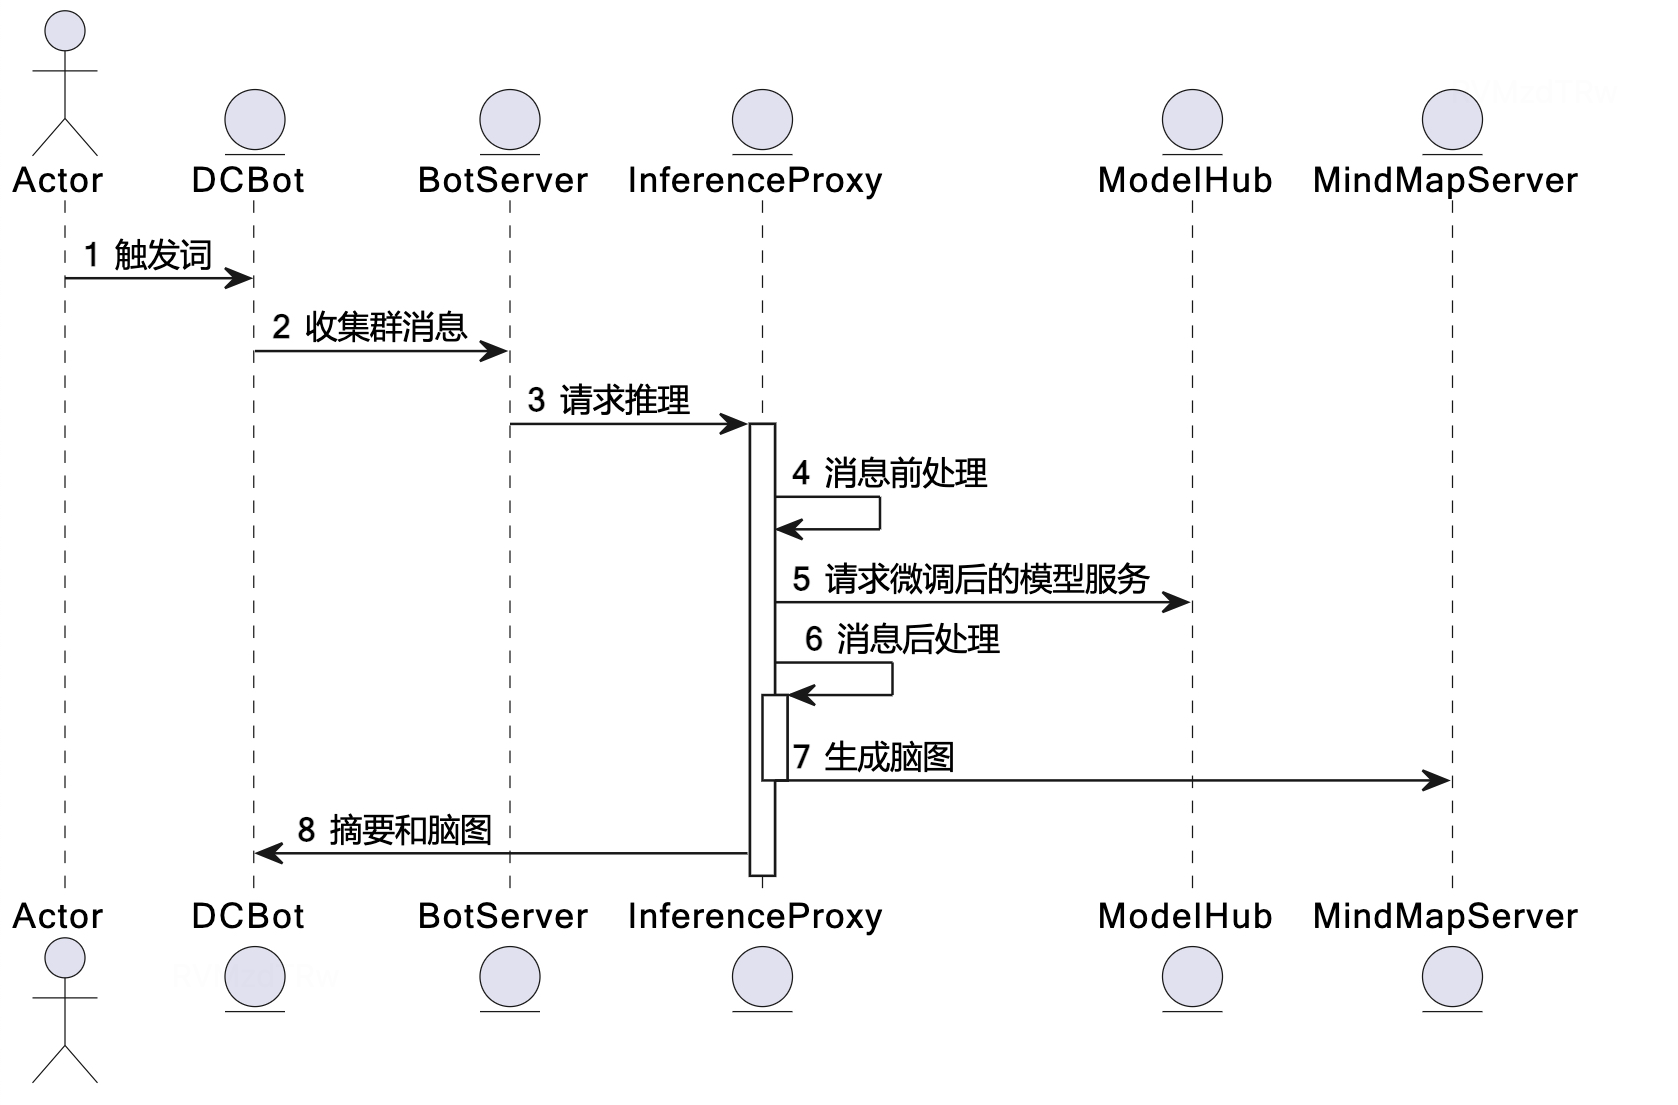 Actor DCBot BotServer InferenceProxy ModelHub MindMapServer
1 触发词
2 收集群消息
3 请求推理
4 消息前处理
5 请求微调后的模型服务
6 消息后处理
7 生成脑图
8 摘要和脑图
Actor DCBot BotServer InferenceProxy ModelHub MindMapServer